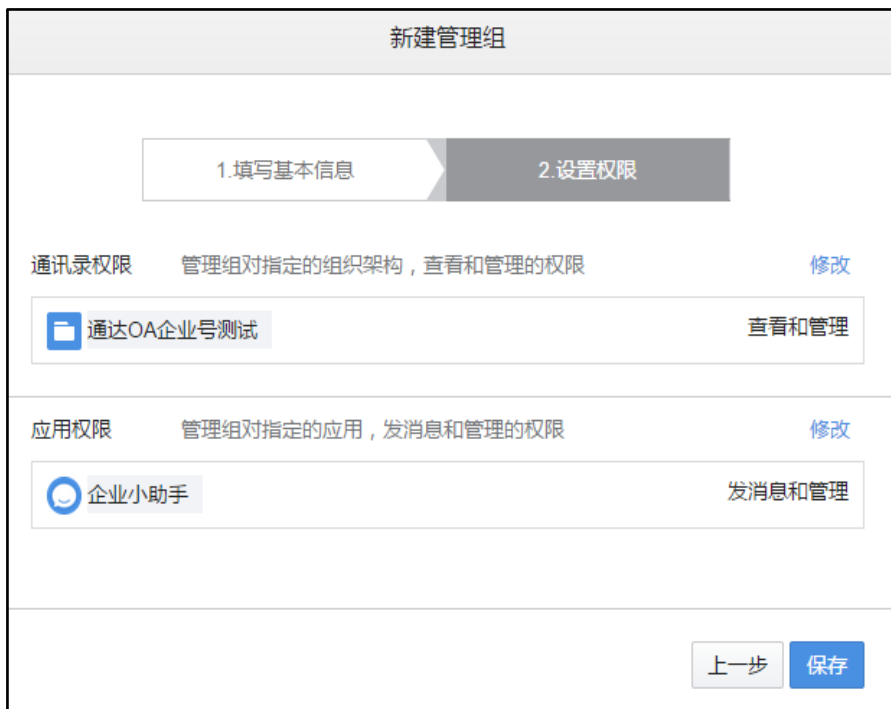 新建管理组
1.填写基本信息 2.设置权限
通讯录权限 管理组对指定的组织架构，查看和管理的权限 修改
通达OA企业号测试 查看和管理
应用权限 管理组对指定的应用，发消息和管理的权限 修改
企业小助手 发消息和管理
上一步 保存